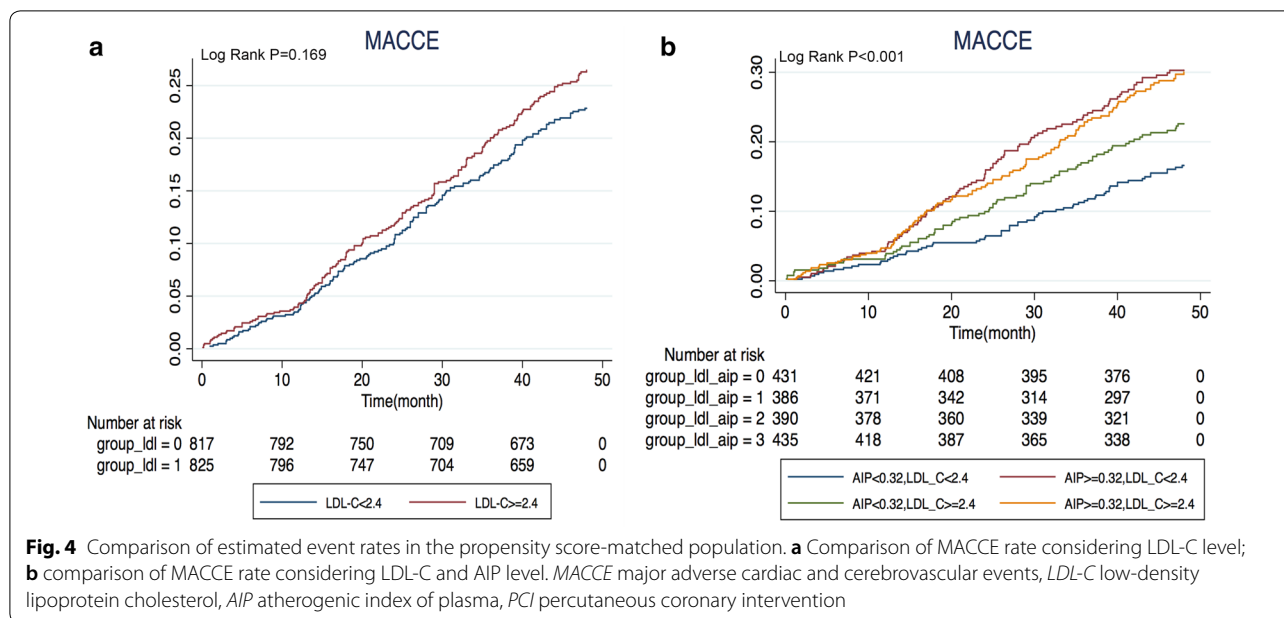 a
MACCE
Log Rank P=0.169
0.25
0.20
0.15
0.10
0.05
0.00
0 10 20 30 40 50
Time(month)
Number at risk
group_ldl = 0 817 792 750 709 673 0
group_ldl = 1 825 796 747 704 659 0
LDL-C<2.4 LDL-C>=2.4
b
MACCE
Log Rank P<0.001
0.30
0.20
0.10
0.00
0 10 20 30 40 50
Time(month)
Number at risk
group_ldl_aip = 0 431 421 408 395 376 0
group_ldl_aip = 1 386 371 342 314 297 0
group_ldl_aip = 2 390 378 360 339 321 0
group_ldl_aip = 3 435 418 387 365 338 0
AIP<0.32,LDL_C<2.4 AIP>=0.32,LDL_C<2.4
AIP<0.32,LDL_C>=2.4 AIP>=0.32,LDL_C>=2.4
Fig. 4 Comparison of estimated event rates in the propensity score-matched population. a Comparison of MACCE rate considering LDL-C level;
b comparison of MACCE rate considering LDL-C and AIP level. MACCE major adverse cardiac and cerebrovascular events, LDL-C low-density
lipoprotein cholesterol, AIP atherogenic index of plasma, PCI percutaneous coronary intervention